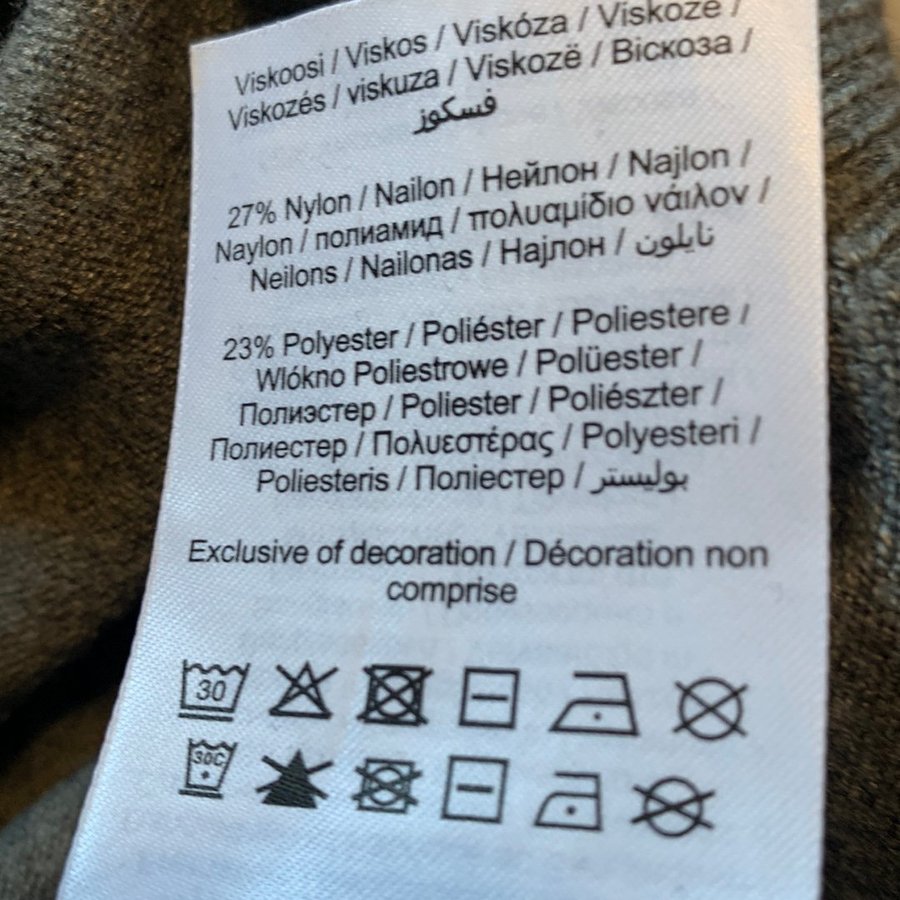 Viskoosi / Viskos / Viskóza / Viskoze /
Viskozés / viskuza / Viskozë / Віскоза /
فسكوز
27% Nylon / Nailon / Нейлон / Najlon /
Naylon / полиамид / πολυαμίδιο νάιλον /
Neilons / Nailonas / Најлон / نايلون
23% Polyester / Poliéster / Poliestere /
Wlókno Poliestrowe / Polüester /
Полиэстер / Poliester / Poliészter /
Полиестер / Πολυεστέρας / Polyesteri /
Poliesteris / Поліестер / بوليستر
Exclusive of decoration / Décoration non
comprise
30
30C